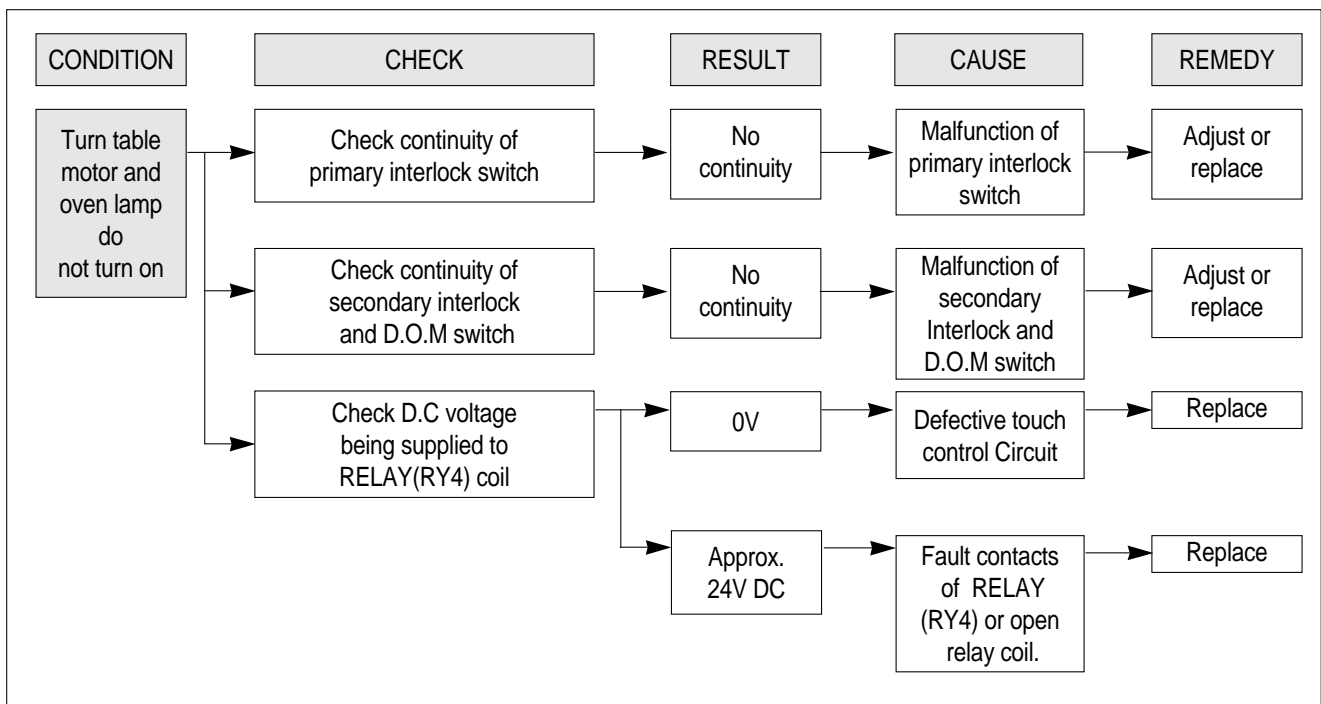 CONDITION
CHECK
RESULT
CAUSE
REMEDY
Turn table
motor and
oven lamp
do
not turn on
Check continuity of
primary interlock switch
No
continuity
Malfunction of
primary interlock
switch
Adjust or
replace
Check continuity of
secondary interlock
and D.O.M switch
No
continuity
Malfunction of
secondary
Interlock and
D.O.M switch
Adjust or
replace
Check D.C voltage
being supplied to
RELAY(RY4) coil
0V
Defective touch
control Circuit
Replace
Approx.
24V DC
Fault contacts
of RELAY
(RY4) or open
relay coil.
Replace